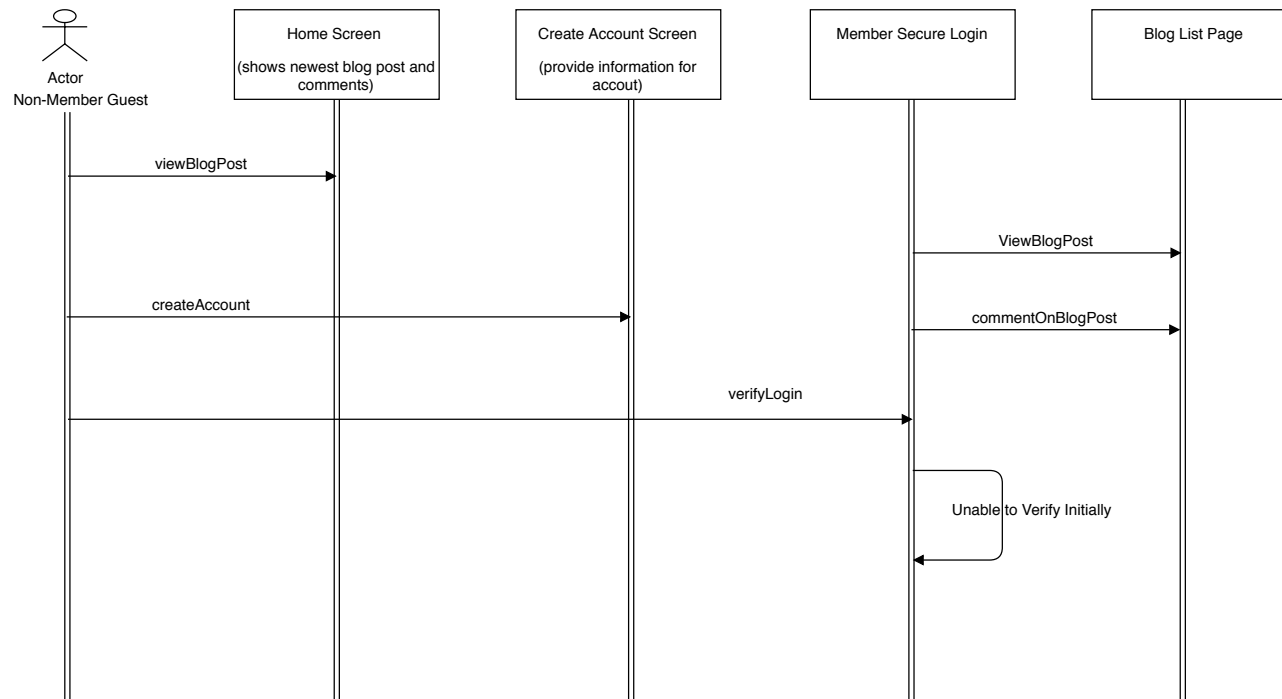 Actor
Non-Member Guest
Home Screen
(shows newest blog post and
comments)
Create Account Screen
(provide information for
accout)
Member Secure Login
Blog List Page
viewBlogPost
ViewBlogPost
createAccount
commentOnBlogPost
verifyLogin
Unable to Verify Initially